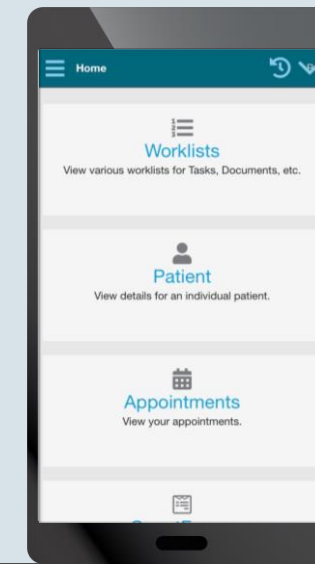 Home
Worklists
View various worklists for Tasks, Documents, etc.
Patient
View details for an individual patient.
Appointments
View your appointments.